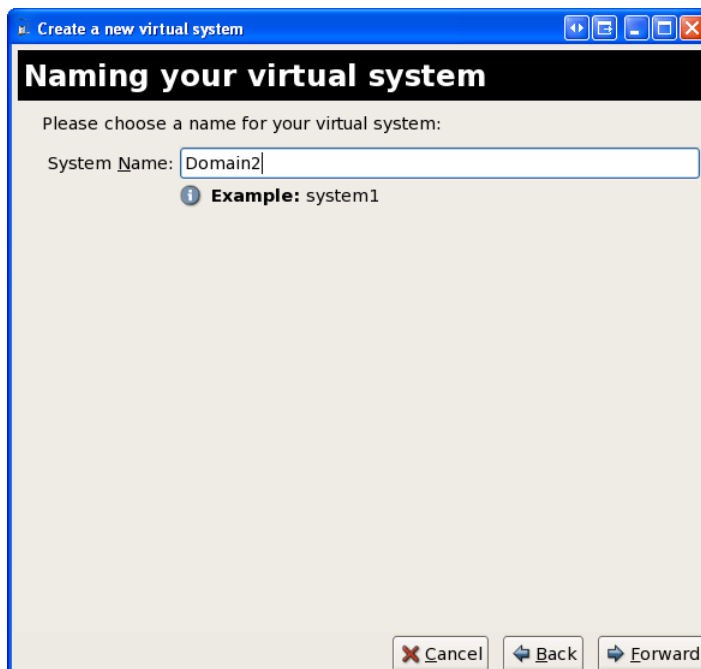 Create a new virtual system
Naming your virtual system
Please choose a name for your virtual system:
System Name: Domain2
Example: system1
Cancel Back Forward